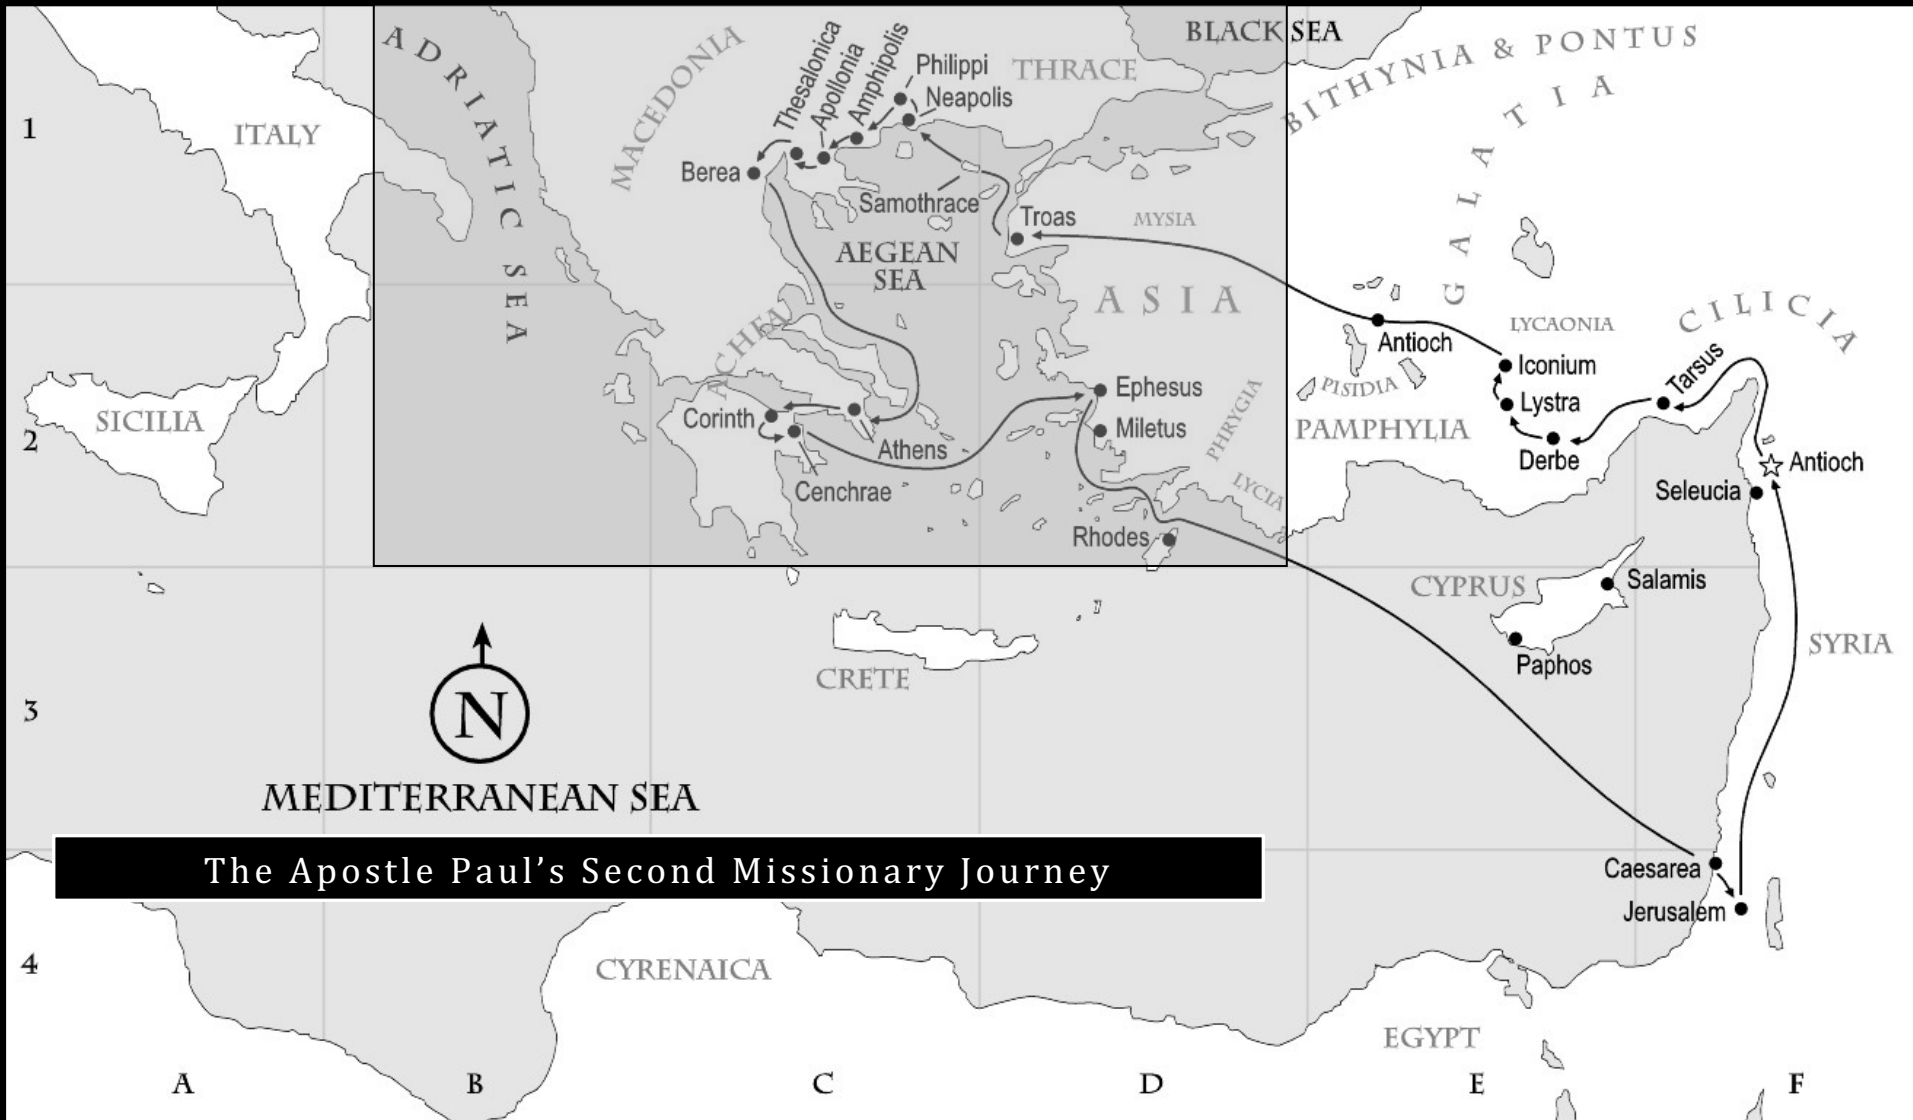 BLACK SEA
ADRIATIC SEA
MACEDONIA
Thesalonica
Apollonia
Amphipolis
Philippi
Neapolis
THRACE
BITHYNIA & PONTUS
GALATIA
1
ITALY
Berea
Samothrace
Troas
MYSIA
AEGEAN
SEA
ASIA
ACHEA
LYCAONIA
CILICIA
Antioch
Iconium
Tarsus
PISIDIA
Lystra
SICILIA
2
Corinth
Athens
Ephesus
Miletus
PHRYGIA
PAMPHYLIA
Derbe
Antioch
Cenchrae
LYCIA
Seleucia
Rhodes
CYPRUS
Salamis
Paphos
SYRIA
CRETE
3
N
MEDITERRANEAN SEA
The Apostle Paul’s Second Missionary Journey
Caesarea
Jerusalem
4
CYRENAICA
EGYPT
A B C D E F